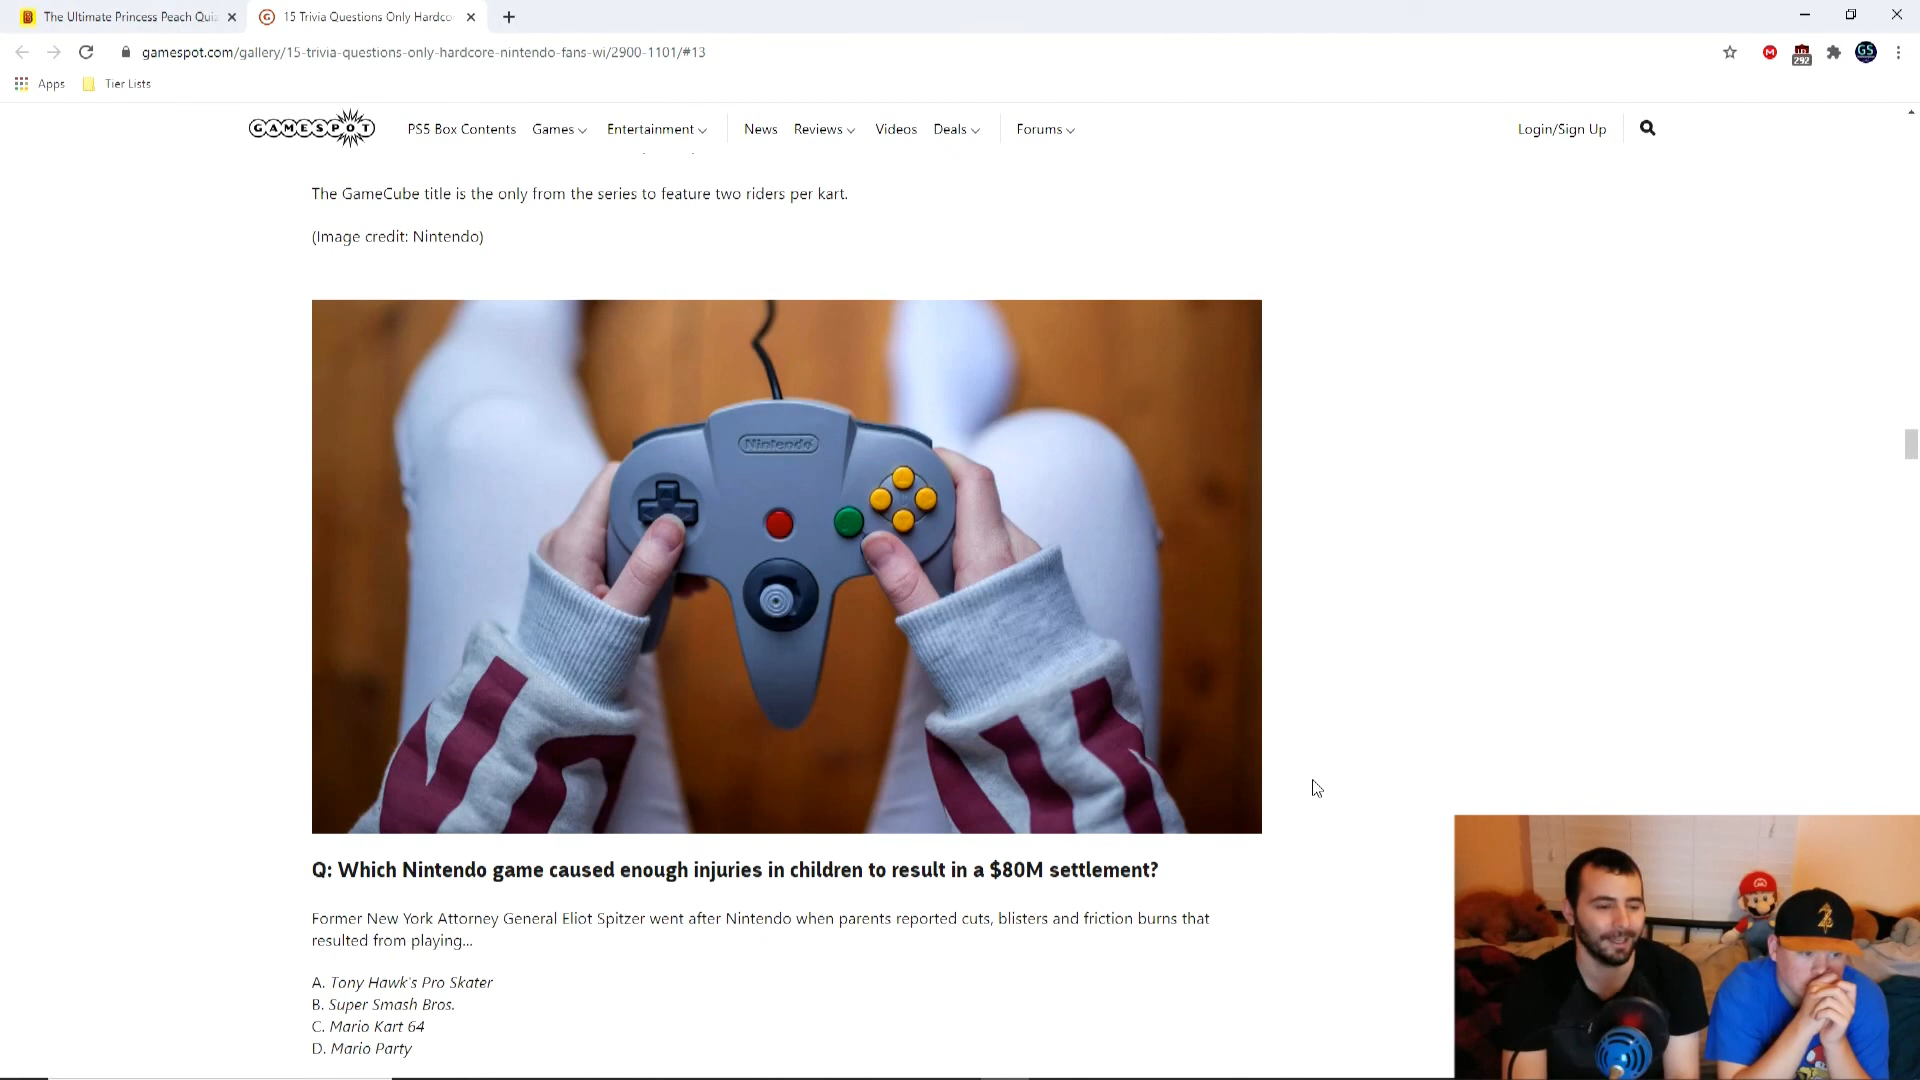 The Ultimate Princess Peach Quiz
15 Trivia Questions Only Hardco
gamespot.com/gallery/15-trivia-questions-only-hardcore-nintendo-fans-wi/2900-1101/#13
292
GS
Apps
Tier Lists
GAMESPOT
PS5 Box Contents
Games
Entertainment
News
Reviews
Videos
Deals
Forums
Login/Sign Up
The GameCube title is the only from the series to feature two riders per kart.
(Image credit: Nintendo)
Nintendo
Q: Which Nintendo game caused enough injuries in children to result in a $80M settlement?
Former New York Attorney General Eliot Spitzer went after Nintendo when parents reported cuts, blisters and friction burns that
resulted from playing...
A. Tony Hawk's Pro Skater
B. Super Smash Bros.
C. Mario Kart 64
D. Mario Party